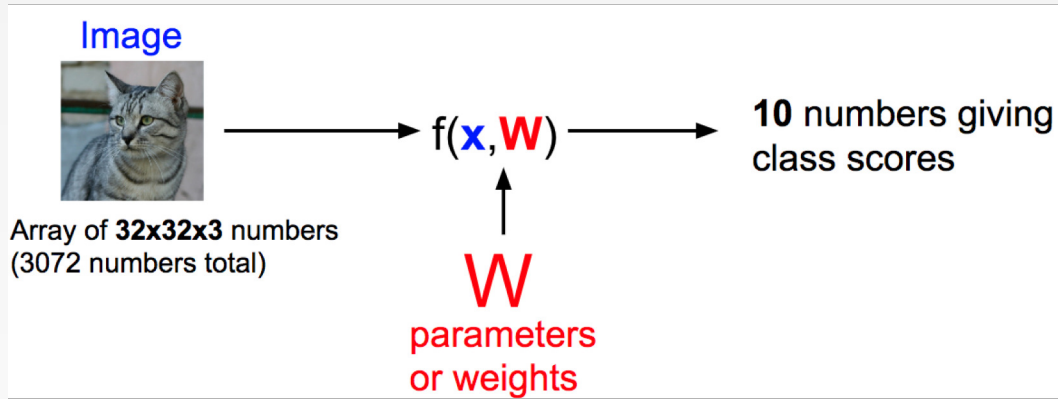 Image
Array of 32x32x3 numbers
(3072 numbers total)
f(x,W)
W
parameters
or weights
10 numbers giving
class scores